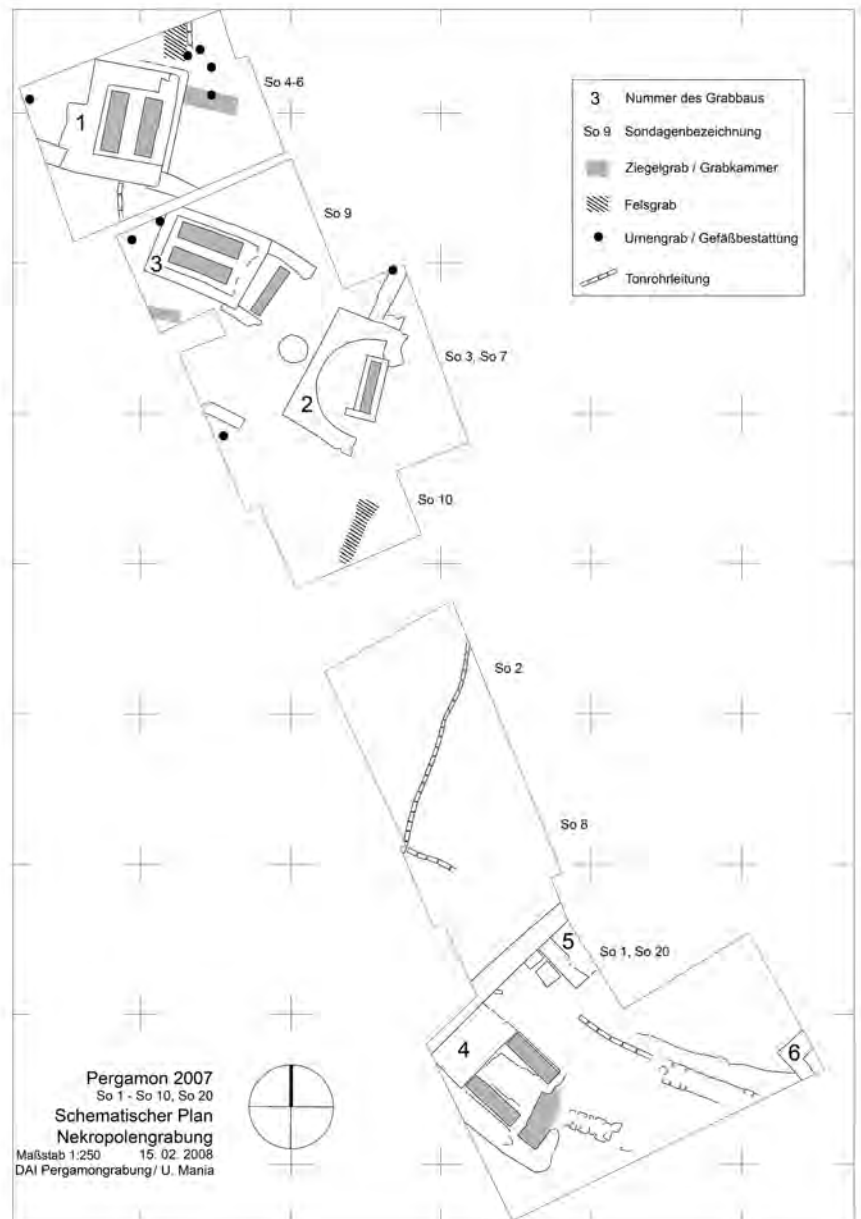 So 4-6
1
3 Nummer des Grabbaus
So 9 Sondagenbezeichnung
Ziegelgrab / Grabkammer
Felsgrab
Urnengrab / Gefäßbestattung
Tonrohrleitung
So 9
3
So 3, So 7
2
So 10
So 2
So 8
5
So 1, So 20
4
6
Pergamon 2007
So 1 - So 10, So 20
Schematischer Plan
Nekropolengrabung
Maßstab 1:250 15. 02. 2008
DAI Pergamongrabung/ U. Mania